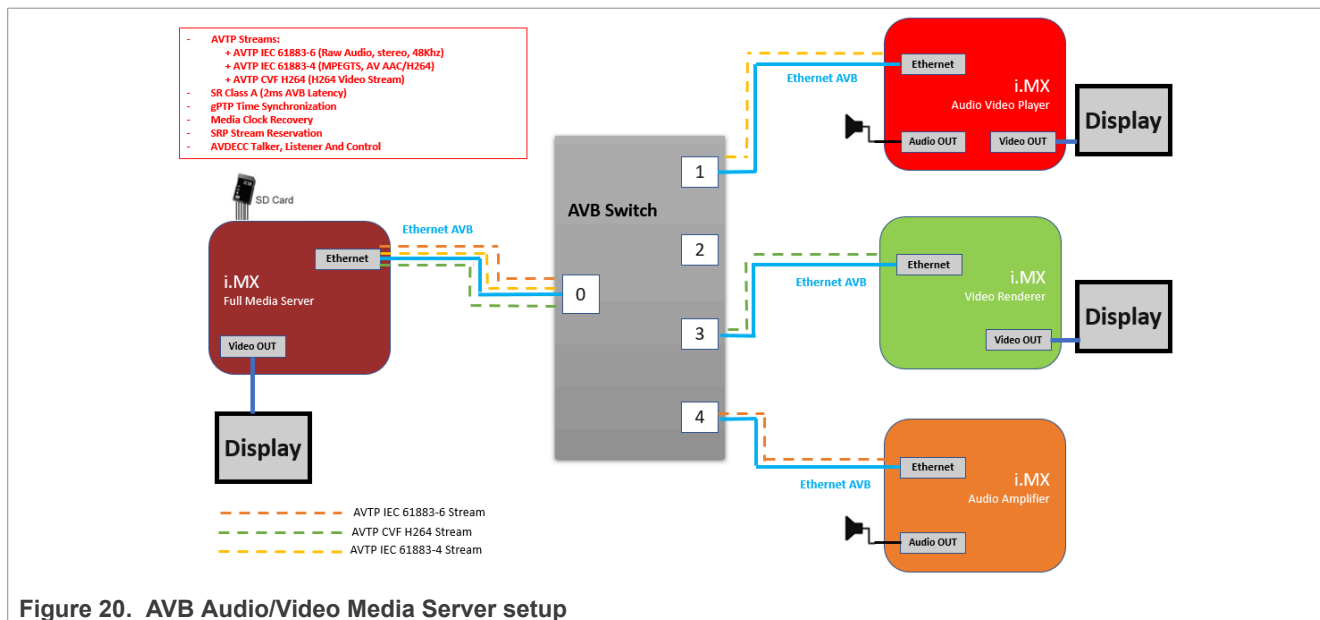 - AVTP Streams:
+ AVTP IEC 61883-6 (Raw Audio, stereo, 48Khz)
+ AVTP IEC 61883-4 (MPEGTS, AV AAC/H264)
+ AVTP CVF H264 (H264 Video Stream)
- SR Class A (2ms AVB Latency)
- gPTP Time Synchronization
- Media Clock Recovery
- SRP Stream Reservation
- AVDECC Talker, Listener And Control
SD Card
Ethernet
i.MX
Full Media Server
Video OUT
Display
Ethernet AVB
AVB Switch
0
1
2
3
4
Ethernet AVB
Ethernet
i.MX
Audio Video Player
Audio OUT
Video OUT
Display
Ethernet AVB
Ethernet
i.MX
Video Renderer
Video OUT
Display
Ethernet AVB
Ethernet
i.MX
Audio Amplifier
Audio OUT
AVTP IEC 61883-6 Stream
AVTP CVF H264 Stream
AVTP IEC 61883-4 Stream
Figure 20. AVB Audio/Video Media Server setup